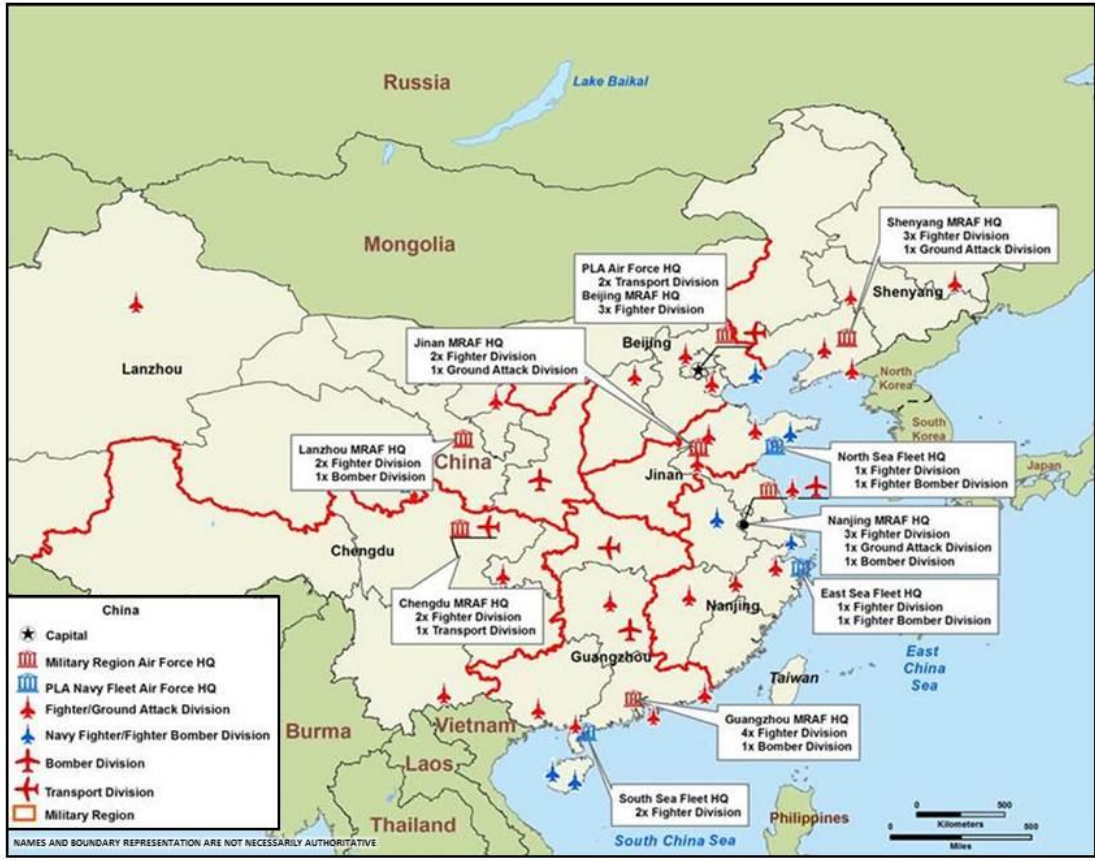 Russia
Lake Baikal
Mongolia
Shenyang MRAF HQ
3x Fighter Division
1x Ground Attack Division
PLA Air Force HQ
2x Transport Division
Beijing MRAF HQ
3x Fighter Division
Shenyang
Jinan MRAF HQ
2x Fighter Division
1x Ground Attack Division
Beijing
Lanzhou
North
Korea
South
Korea
Japan
Lanzhou MRAF HQ
2x Fighter Division
1x Bomber Division
China
Jinan
North Sea Fleet HQ
1x Fighter Division
1x Fighter Bomber Division
Nanjing MRAF HQ
3x Fighter Division
1x Ground Attack Division
1x Bomber Division
Chengdu
Chengdu MRAF HQ
2x Fighter Division
1x Transport Division
Nanjing
East Sea Fleet HQ
1x Fighter Division
1x Fighter Bomber Division
Guangzhou
East
China
Sea
Taiwan
Guangzhou MRAF HQ
4x Fighter Division
1x Bomber Division
Burma
Vietnam
Laos
Thailand
South Sea Fleet HQ
2x Fighter Division
South China Sea
Philippines
China
Capital
Military Region Air Force HQ
PLA Navy Fleet Air Force HQ
Fighter/Ground Attack Division
Navy Fighter/Fighter Bomber Division
Bomber Division
Transport Division
Military Region
0 500
Kilometers
0 500
Miles
NAMES AND BOUNDARY REPRESENTATION ARE NOT NECESSARILY AUTHORITATIVE